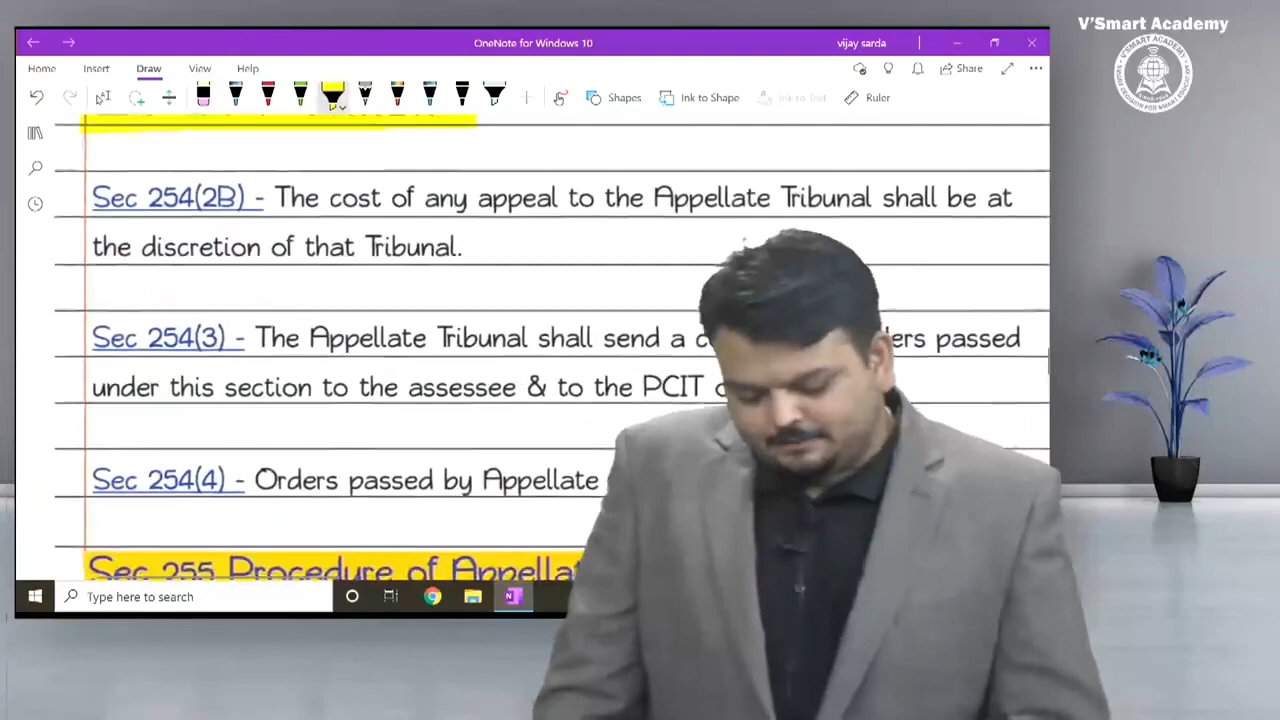 V'Smart Academy
OneNote for Windows 10
vijay sarda
Home Insert Draw View Help
Share
Shapes
Ink to Shape
Ink to Text
Ruler
Sec 254(2B) - The cost of any appeal to the Appellate Tribunal shall be at
the discretion of that Tribunal.
Sec 254(3) - The Appellate Tribunal shall send a passed
under this section to the assessee & to the PCIT
Sec 254(4) - Orders passed by Appellate
Sec 255 Procedure of
Type here to search